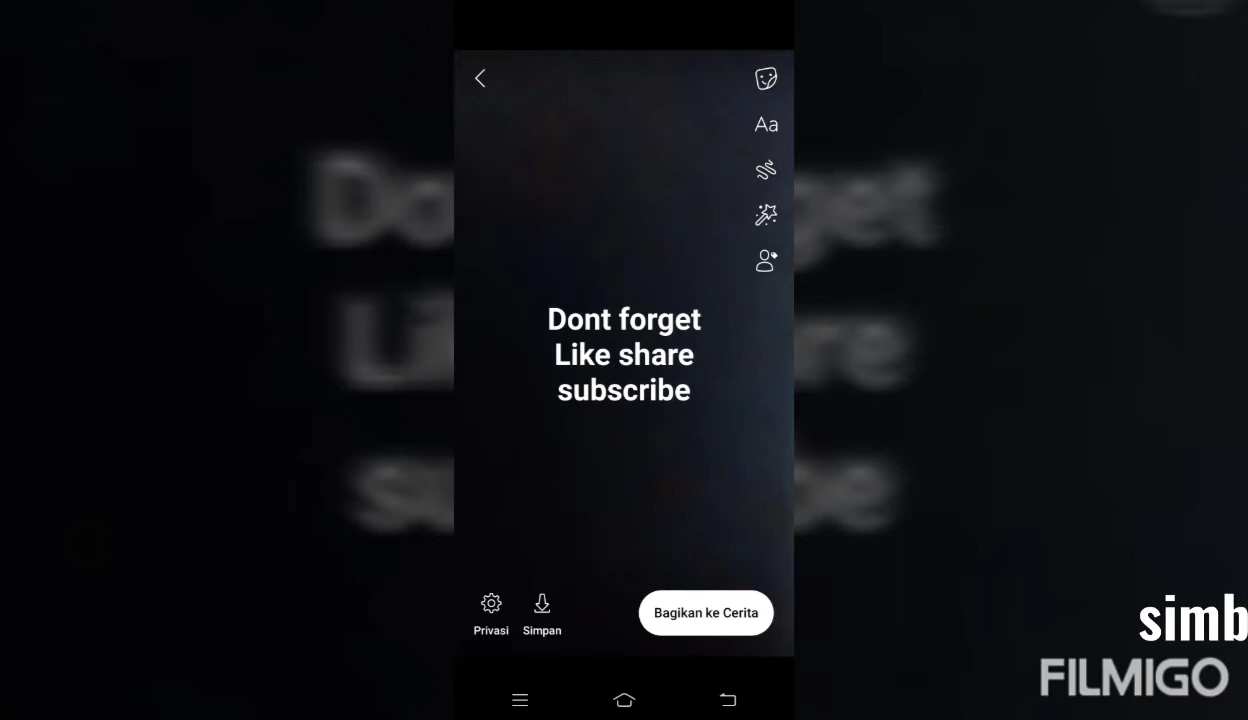 Aa
Dont forget
Like share
subscribe
Privasi
Simpan
Bagikan ke Cerita
simb
FILMIGO